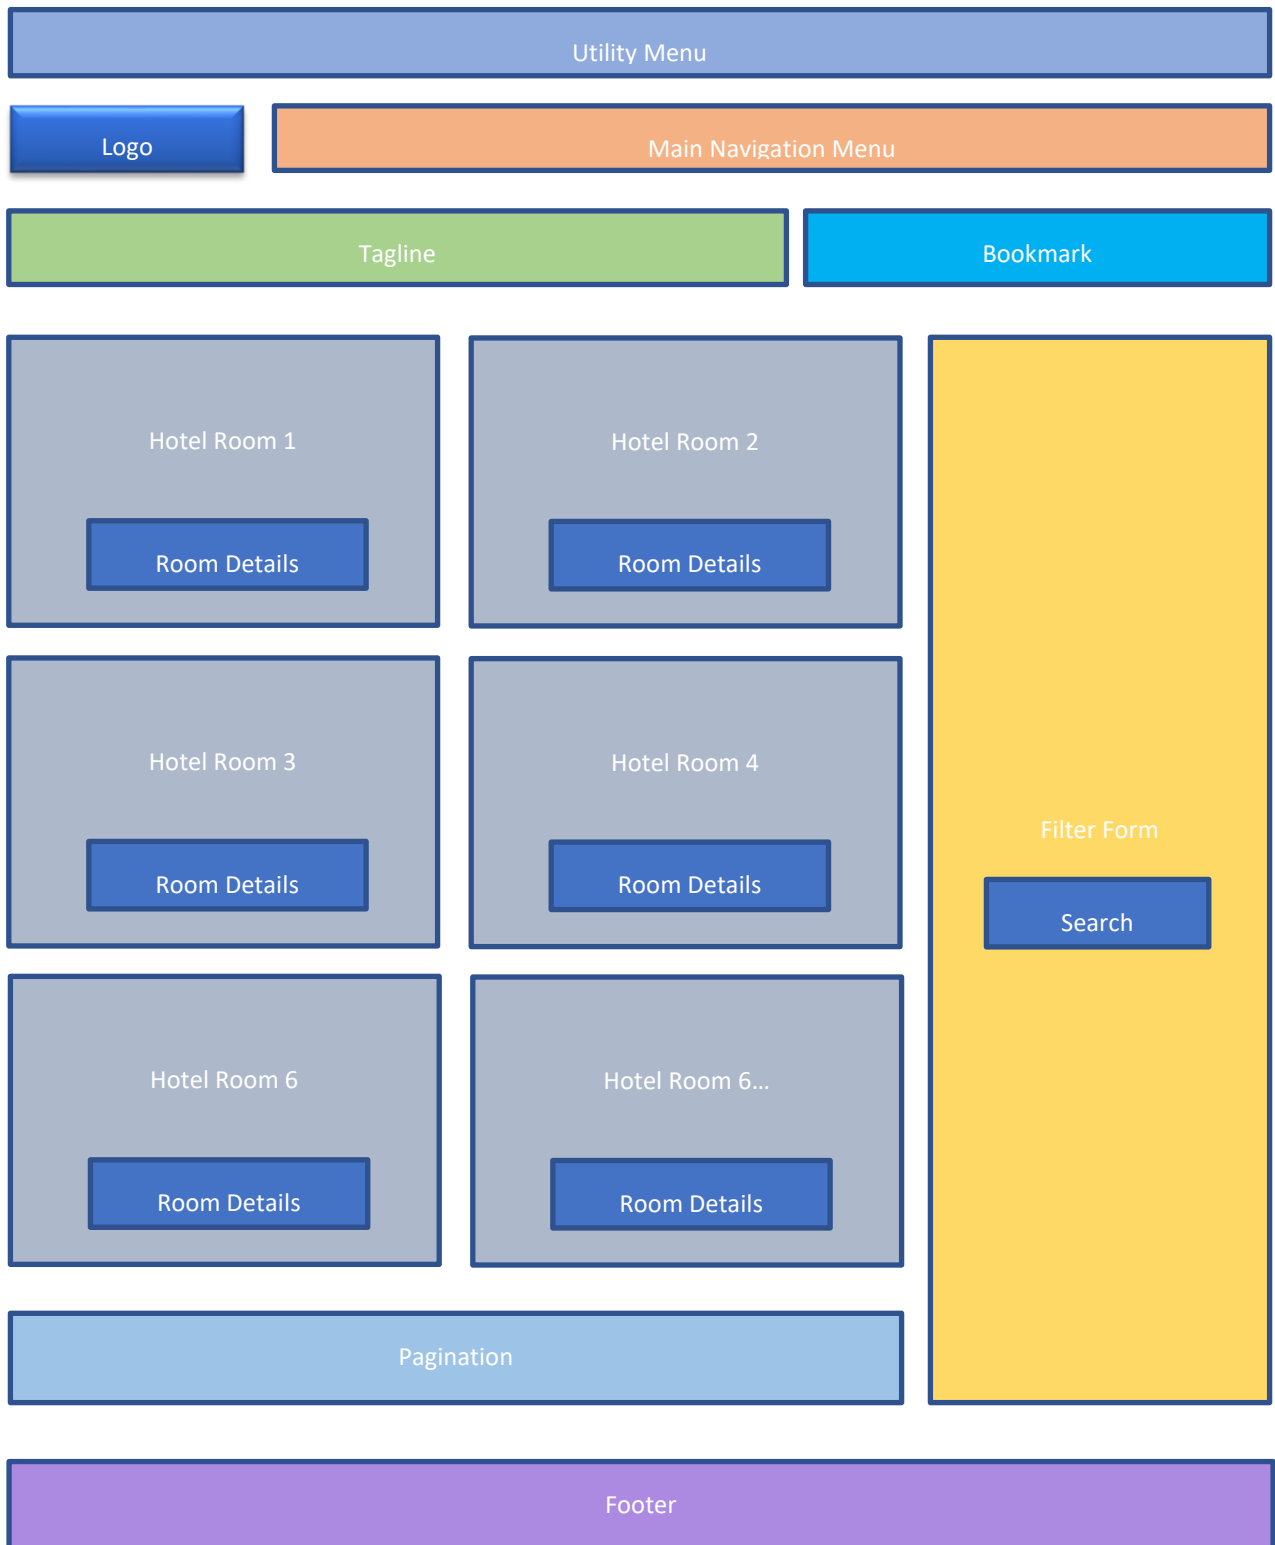 Utility Menu
Logo
Main Navigation Menu
Tagline
Bookmark
Hotel Room 1
Room Details
Hotel Room 2
Room Details
Hotel Room 3
Room Details
Hotel Room 4
Room Details
Filter Form
Search
Hotel Room 6
Room Details
Hotel Room 6...
Room Details
Pagination
Footer